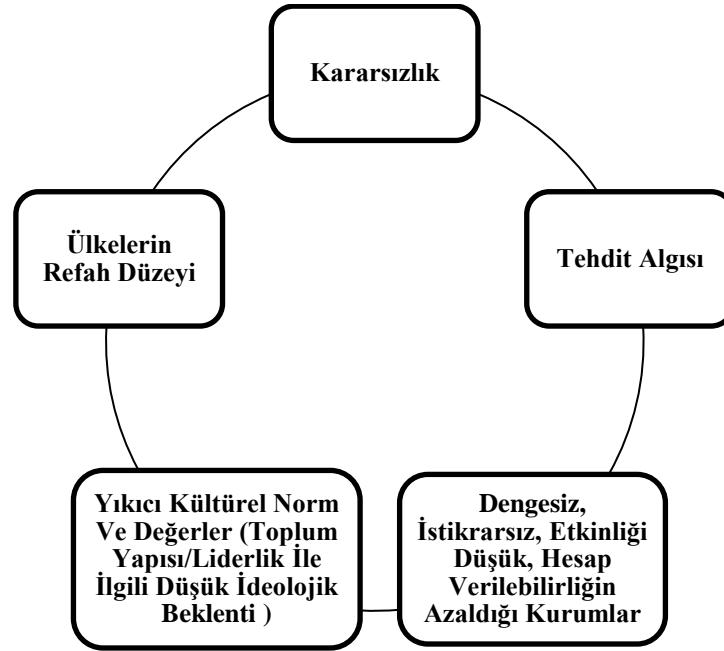 Kararsızlık
Ülkelerin
Refah Düzeyi
Tehdit Algısı
Yıkıcı Kültürel Norm
Ve Değerler (Toplum
Yapısı/Liderlik İle
İlgili Düşük İdeolojik
Beklenti )
Dengesiz,
İstikrarsız, Etkinliği
Düşük, Hesap
Verilebilirliğin
Azaldığı Kurumlar